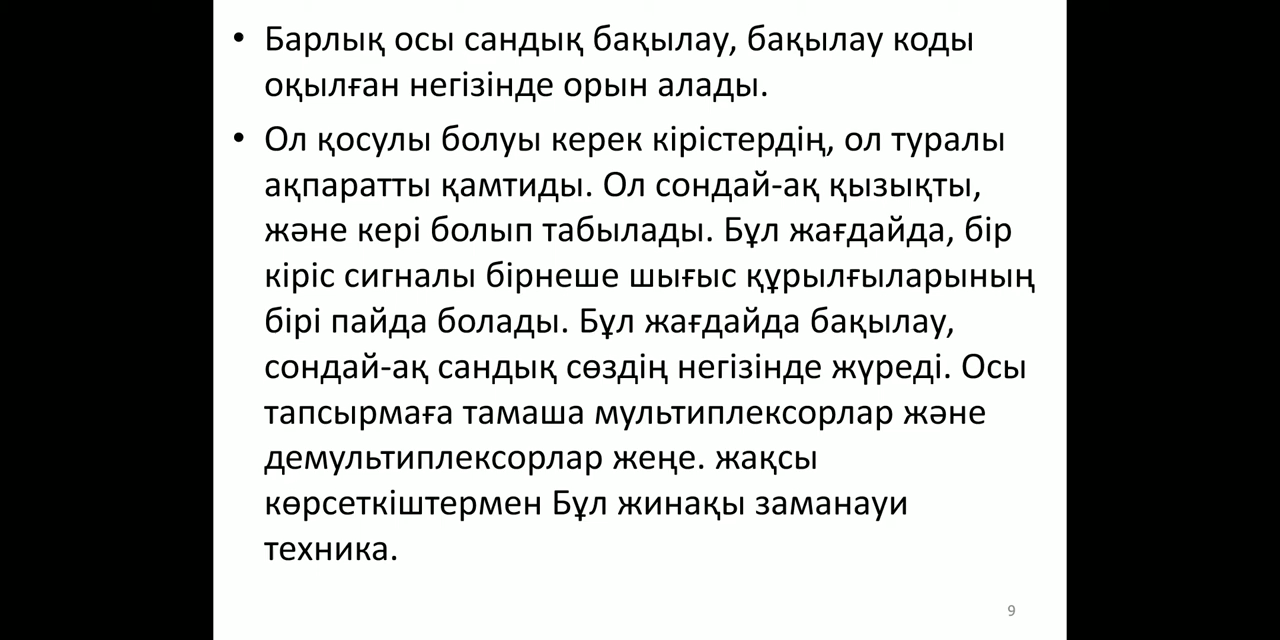 • Барлық осы сандық бақылау, бақылау коды
оқылған негізінде орын алады.
• Ол қосулы болуы керек кірістердің, ол туралы
ақпаратты қамтиды. Ол сондай-ақ қызықты,
және кері болып табылады. Бұл жағдайда, бір
кіріс сигналы бірнеше шығыс құрылғыларының
бірі пайда болады. Бұл жағдайда бақылау,
сондай-ақ сандық сөздің негізінде жүреді. Осы
тапсырмаға тамаша мультиплексорлар және
демультиплексорлар жеңе. жақсы
көрсеткіштермен Бұл жинақы заманауи
техника.
9